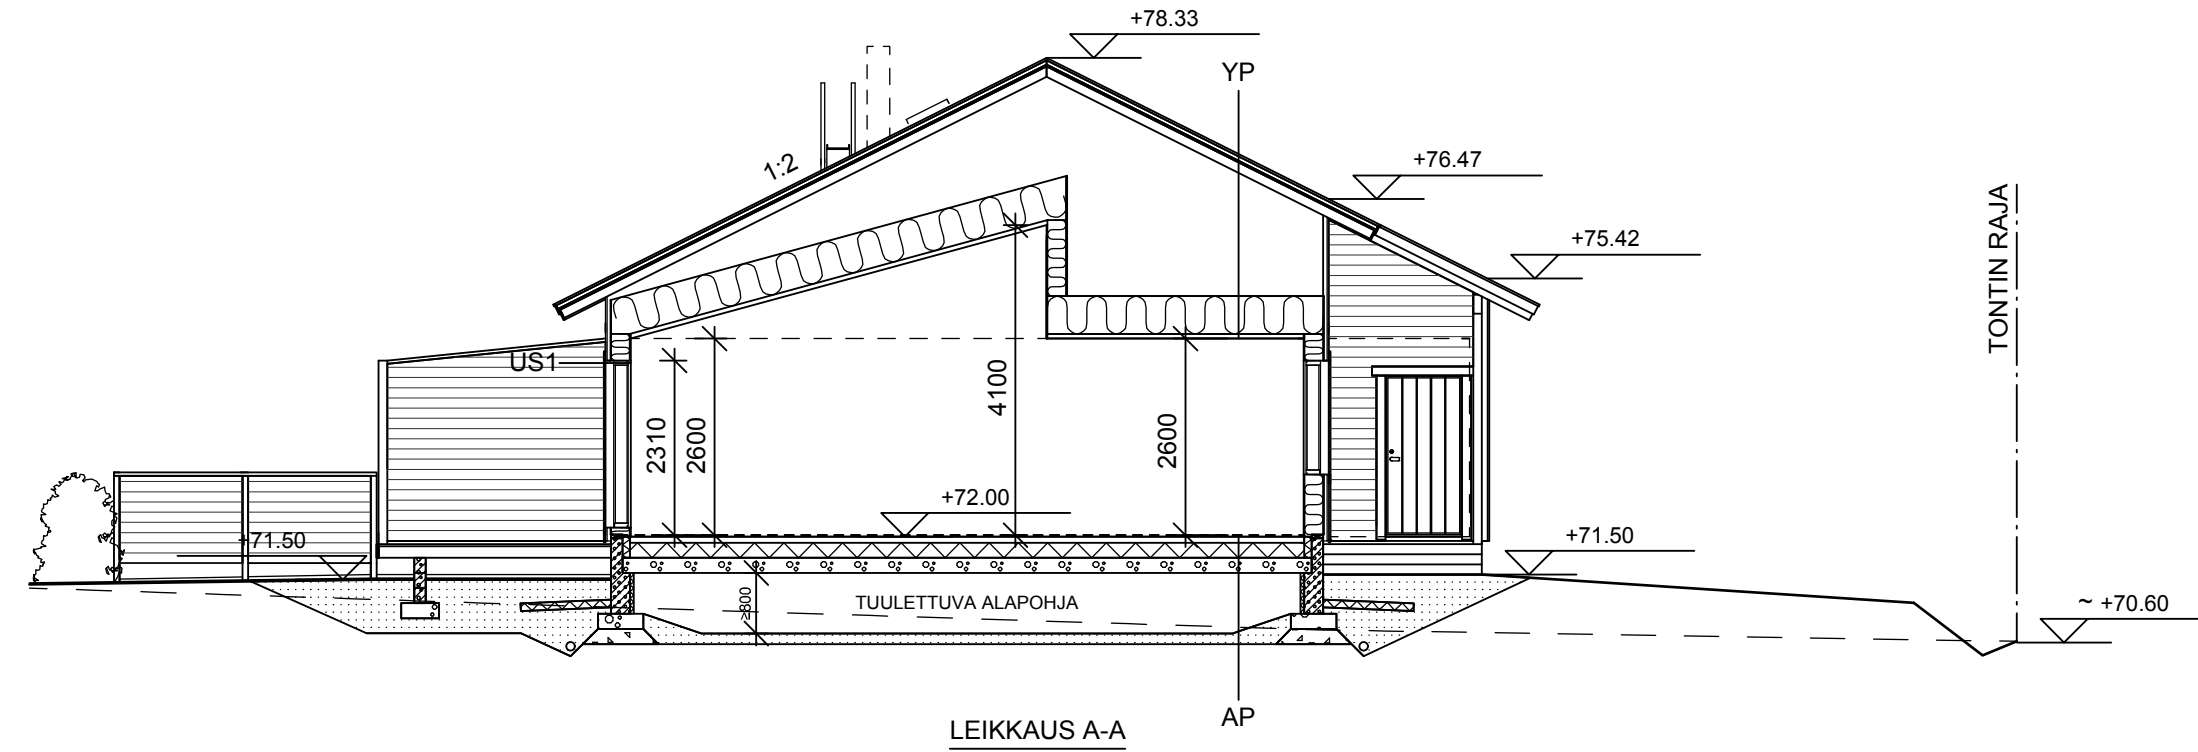 +78.33
YP
1:2
+76.47
TONTIN RAJA
+75.42
US1
2310
2600
4100
2600
+72.00
+71.50
+71.50
≥800
TUULETTUVA ALAPOHJA
~ +70.60
AP
LEIKKAUS A-A